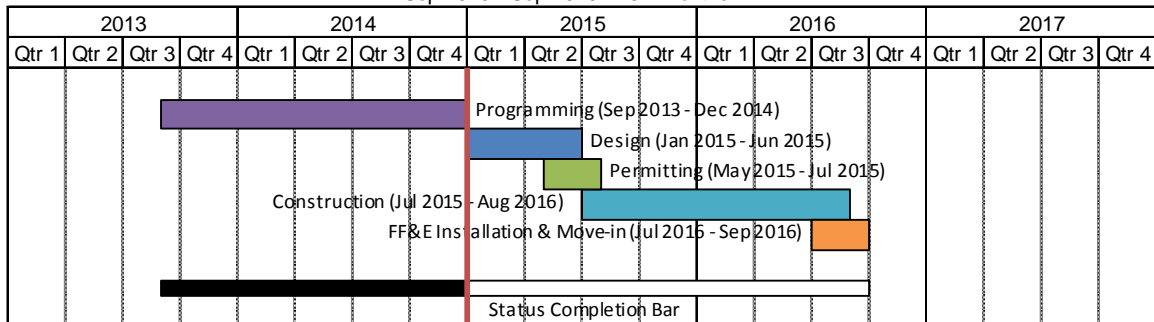 2013 2014 2015 2016 2017
Qtr 1 Qtr 2 Qtr 3 Qtr 4 Qtr 1 Qtr 2 Qtr 3 Qtr 4 Qtr 1 Qtr 2 Qtr 3 Qtr 4 Qtr 1 Qtr 2 Qtr 3 Qtr 4 Qtr 1 Qtr 2 Qtr 3 Qtr 4
Programming (Sep 2013 - Dec 2014)
Design (Jan 2015 - Jun 2015)
Permitting (May 2015 - Jul 2015)
Construction (Jul 2015 - Aug 2016)
FF&E Installation & Move-in (Jul 2016 - Sep 2016)
Status Completion Bar